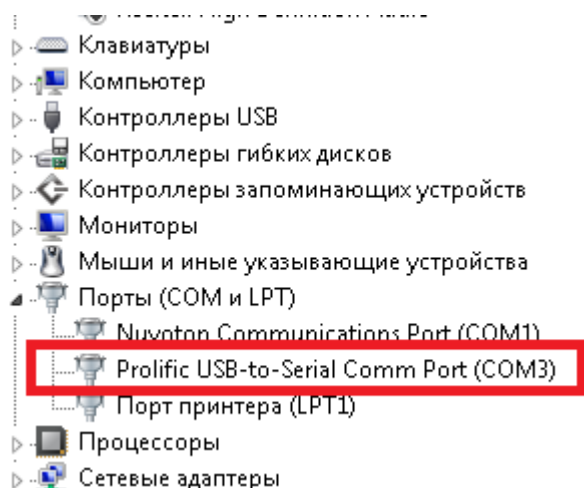 Клавиатуры
Компьютер
Контроллеры USB
Контроллеры гибких дисков
Контроллеры запоминающих устройств
Мониторы
Мыши и иные указывающие устройства
Порты (COM и LPT)
Nuvoton Communications Port (COM1)
Prolific USB-to-Serial Comm Port (COM3)
Порт принтера (LPT1)
Процессоры
Сетевые адаптеры